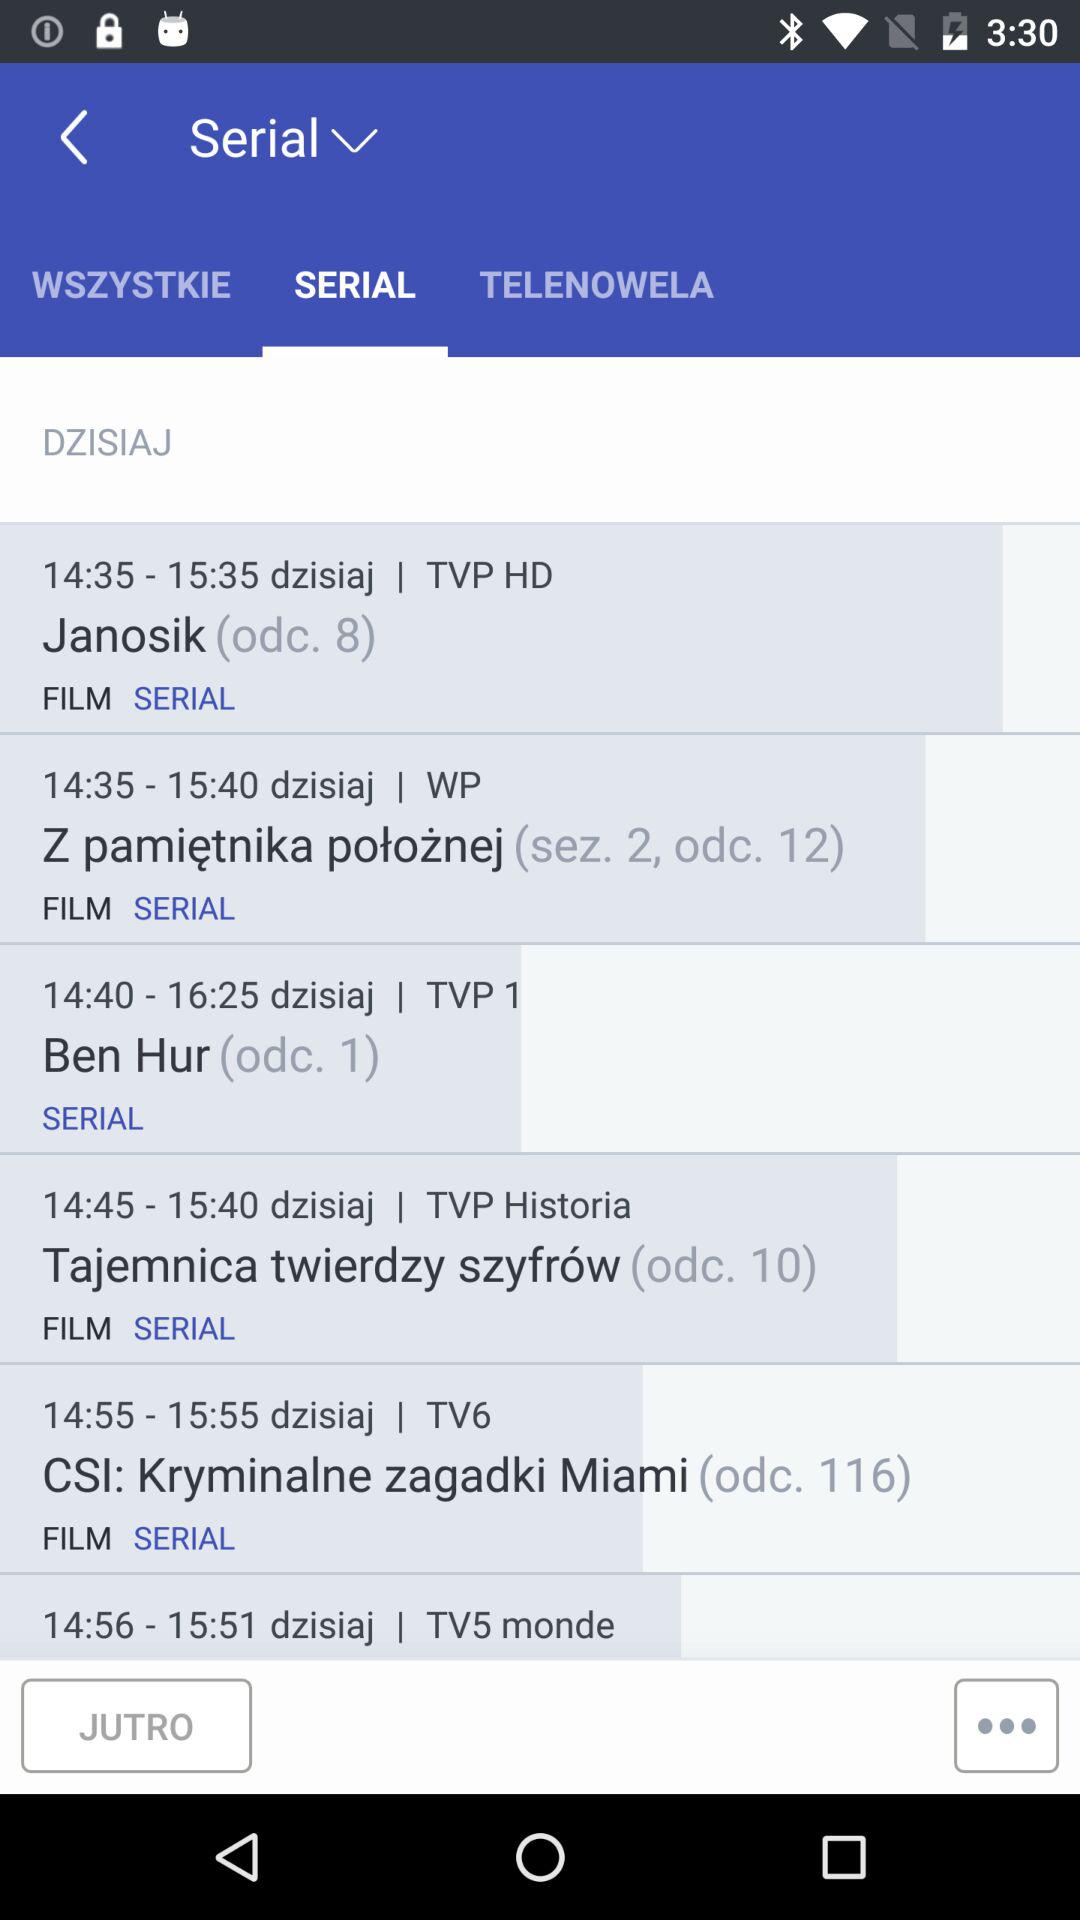 3:30
Serial
WSZYSTKIE SERIAL TELENOWELA
DZISIAJ
14:35 - 15:35 dzisiaj | TVP HD
Janosik (odc. 8)
FILM SERIAL
14:35 - 15:40 dzisiaj | WP
Z pamiętnika położnej (sez. 2, odc. 12)
FILM SERIAL
14:40 - 16:25 dzisiaj | TVP 1
Ben Hur (odc. 1)
SERIAL
14:45 - 15:40 dzisiaj | TVP Historia
Tajemnica twierdzy szyfrów (odc. 10)
FILM SERIAL
14:55 - 15:55 dzisiaj | TV6
CSI: Kryminalne zagadki Miami (odc. 116)
FILM SERIAL
14:56 - 15:51 dzisiaj | TV5 monde
JUTRO